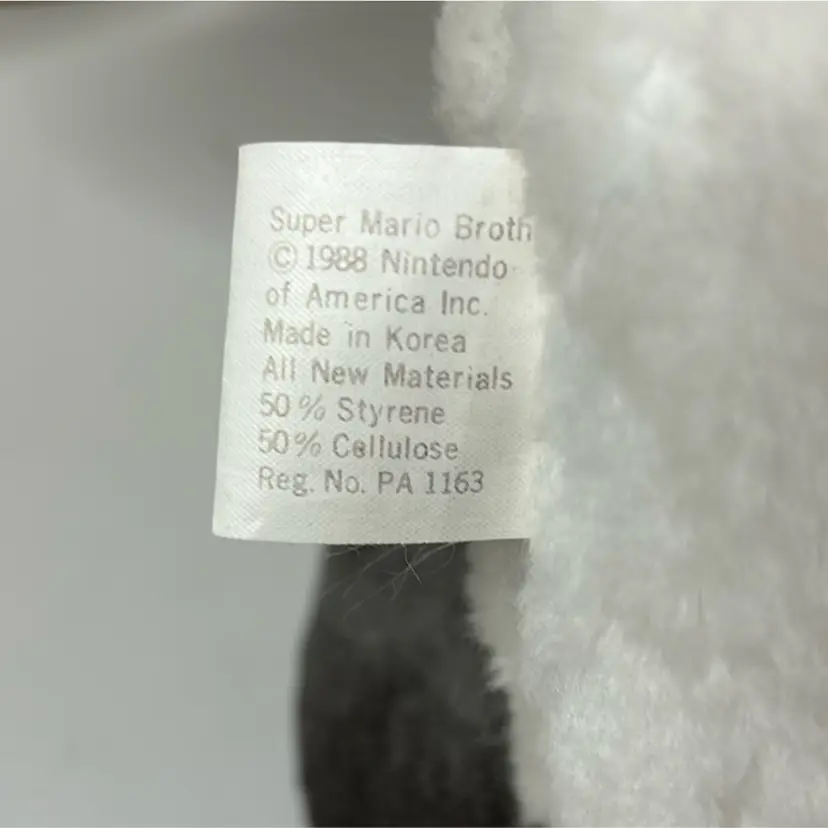 Super Mario Broth
© 1988 Nintendo
of America Inc.
Made in Korea
All New Materials
50% Styrene
50% Cellulose
Reg. No. PA 1163